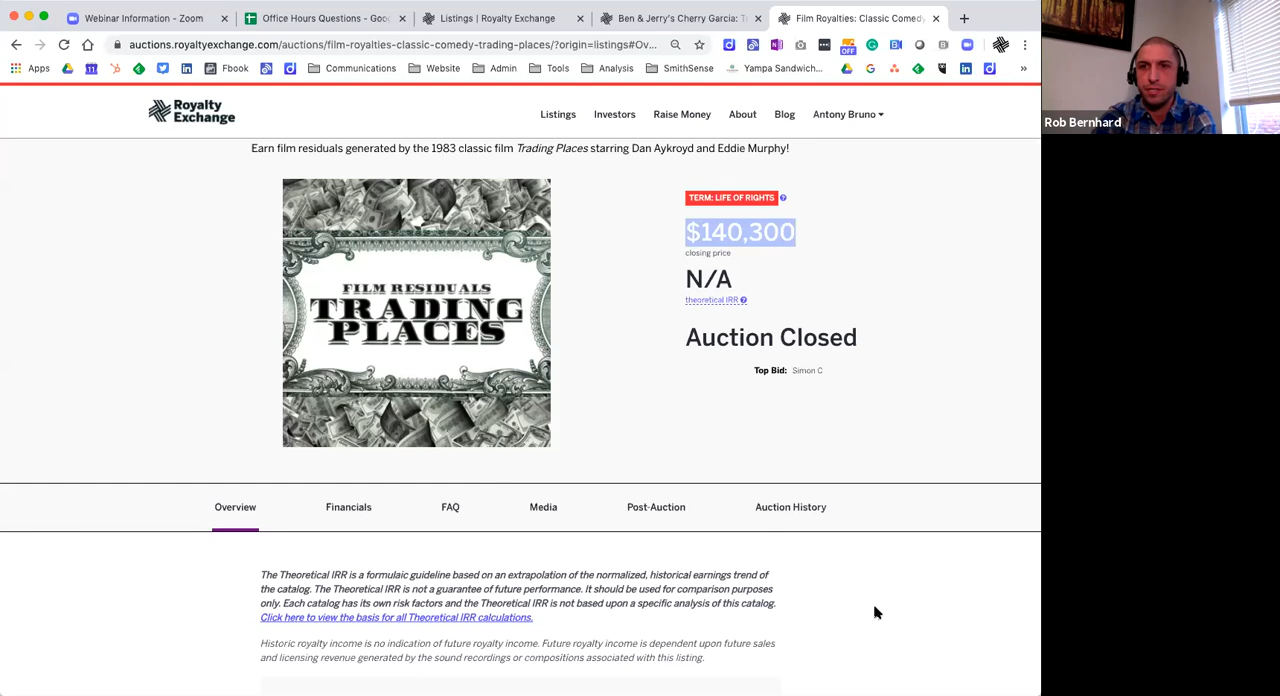 Webinar Information - Zoom
Office Hours Questions - Goo
Listings | Royalty Exchange
Ben & Jerry's Cherry Garcia: T
Film Royalties: Classic Comedy
auctions.royaltyexchange.com/auctions/film-royalties-classic-comedy-trading-places/?origin=listings#Ov...
OFF
Apps
11
Fbook
Communications
Website
Admin
Tools
Analysis
SmithSense
Yampa Sandwich...
Royalty
Exchange
Listings
Investors
Raise Money
About
Blog
Antony Bruno
Rob Bernhard
Earn film residuals generated by the 1983 classic film Trading Places starring Dan Aykroyd and Eddie Murphy!
FILM RESIDUALS
TRADING
PLACES
TERM: LIFE OF RIGHTS
$140,300
closing price
N/A
theoretical IRR
Auction Closed
Top Bid: Simon C
Overview
Financials
FAQ
Media
Post-Auction
Auction History
The Theoretical IRR is a formulaic guideline based on an extrapolation of the normalized, historical earnings trend of
the catalog. The Theoretical IRR is not a guarantee of future performance. It should be used for comparison purposes
only. Each catalog has its own risk factors and the Theoretical IRR is not based upon a specific analysis of this catalog.
Click here to view the basis for all Theoretical IRR calculations.
Historic royalty income is no indication of future royalty income. Future royalty income is dependent upon future sales
and licensing revenue generated by the sound recordings or compositions associated with this listing.